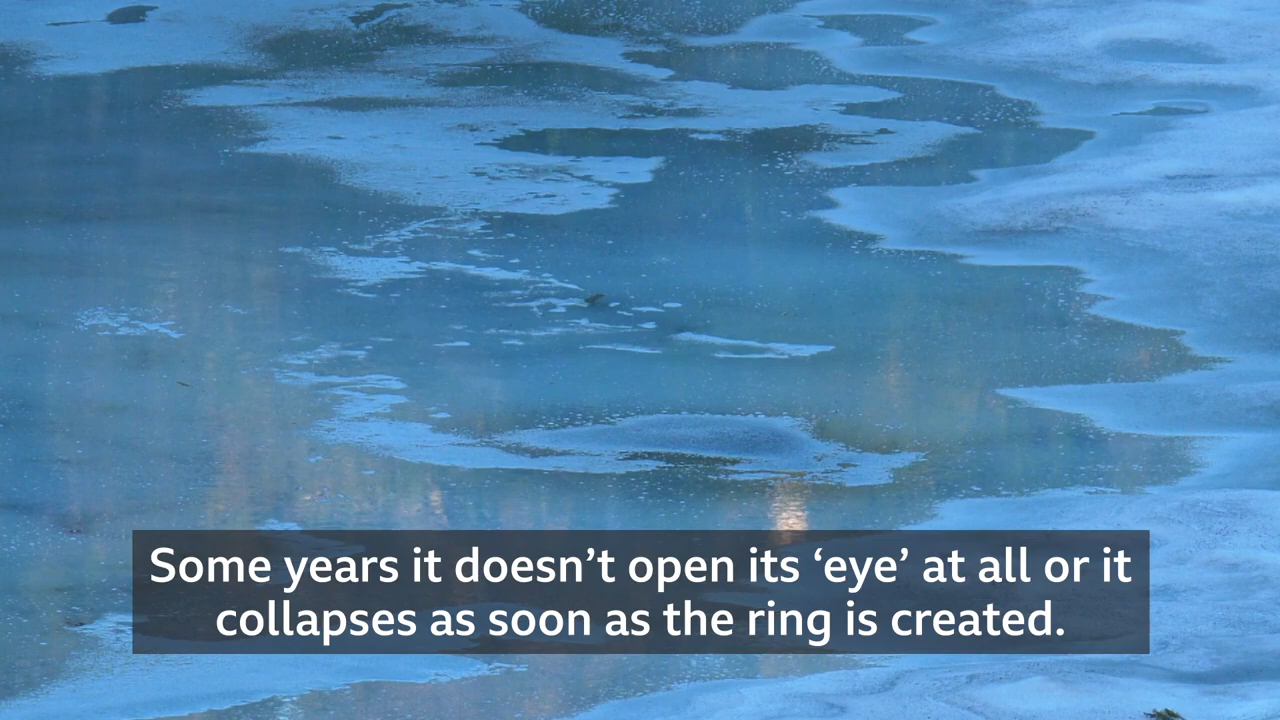 Some years it doesn’t open its ‘eye’ at all or it
collapses as soon as the ring is created.